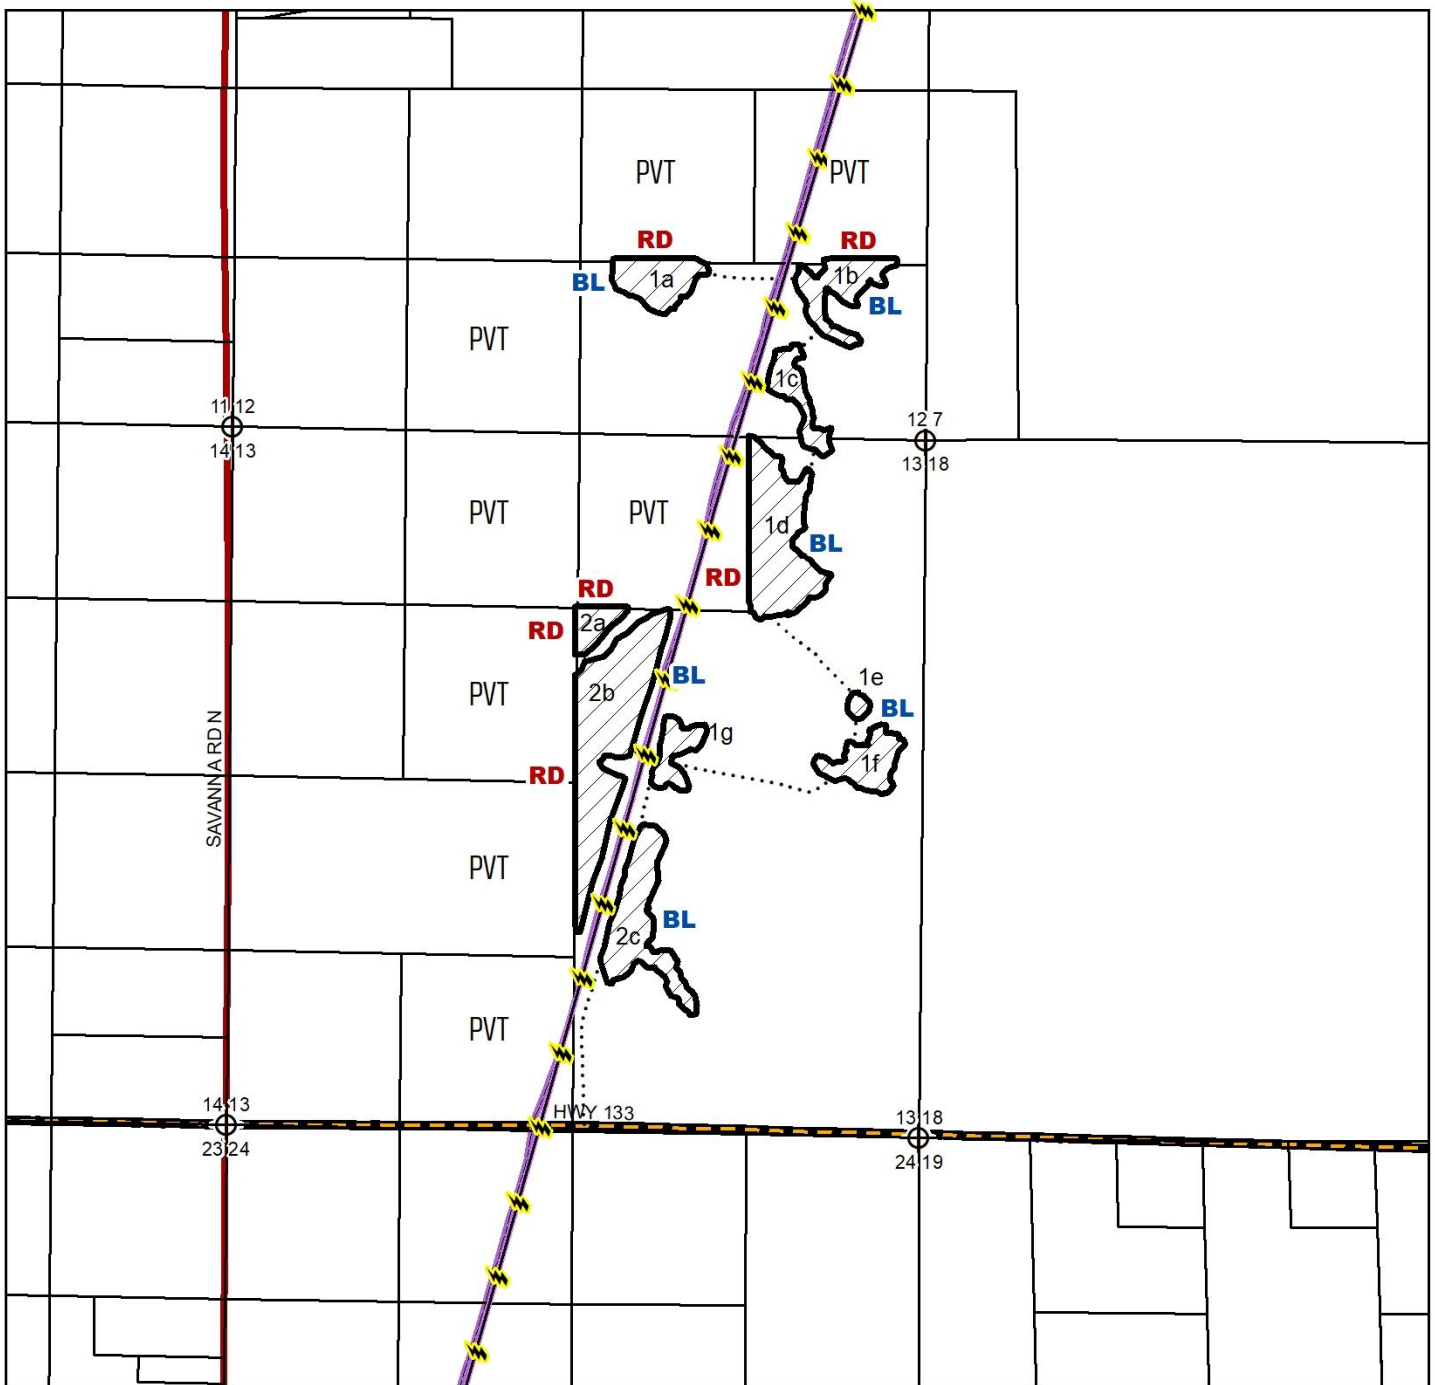 PVT
PVT
RD
RD
1a
1b
BL
BL
PVT
1c
11 12
14 13
12 7
13 18
PVT
PVT
1d
BL
RD
RD
2a
RD
BL
1e
2b
PVT
BL
1g
1f
SAVANNA RD N
RD
PVT
BL
2c
PVT
14 13
23 24
HWY 133
13 18
24 19